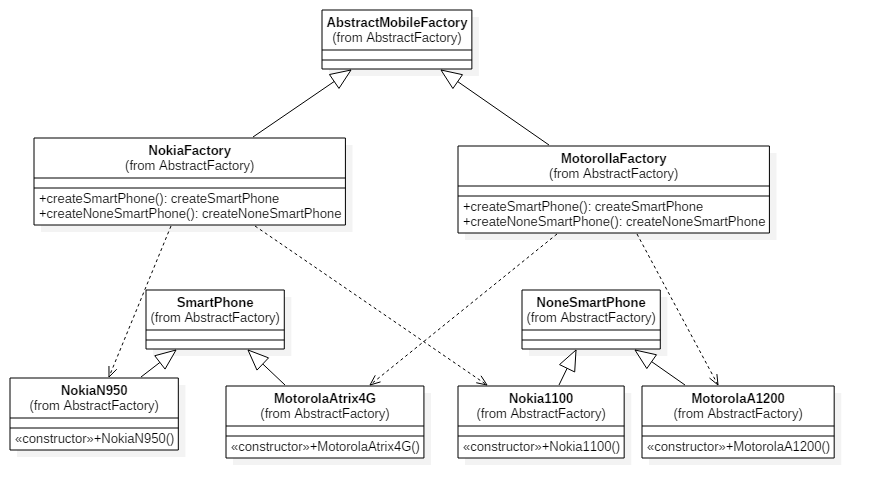 AbstractMobileFactory
(from AbstractFactory)
NokiaFactory
(from AbstractFactory)
+createSmartPhone(): createSmartPhone
+createNoneSmartPhone(): createNoneSmartPhone
MotorollaFactory
(from AbstractFactory)
+createSmartPhone(): createSmartPhone
+createNoneSmartPhone(): createNoneSmartPhone
SmartPhone
(from AbstractFactory)
NoneSmartPhone
(from AbstractFactory)
NokiaN950
(from AbstractFactory)
«constructor»+NokiaN950()
MotorolaAtrix4G
(from AbstractFactory)
«constructor»+MotorolaAtrix4G()
Nokia1100
(from AbstractFactory)
«constructor»+Nokia1100()
MotorolaA1200
(from AbstractFactory)
«constructor»+MotorolaA1200()